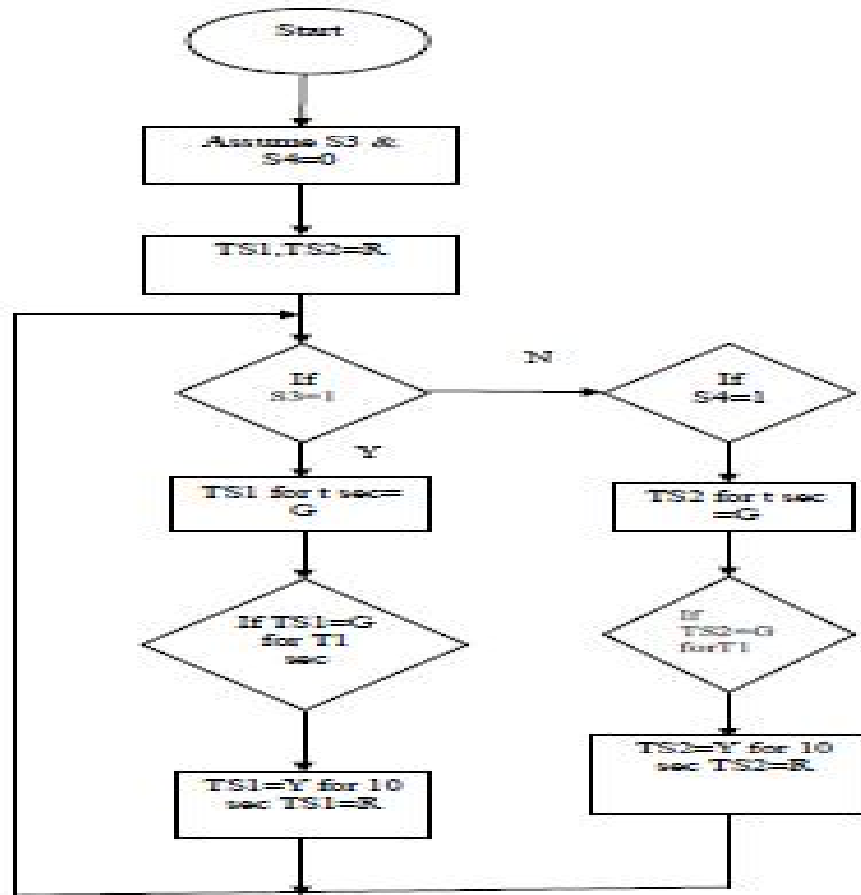 Start
Assume S3 &
S4=0
TS1,TS2=R
If
S3=1
N
If
S4=1
Y
TS1 for t sec=
G
TS2 for t sec
=G
If TS1=G
for T1
sec
If
TS2=G
forT1
TS1=Y for 10
sec TS1=R
TS2=Y for 10
sec TS2=R